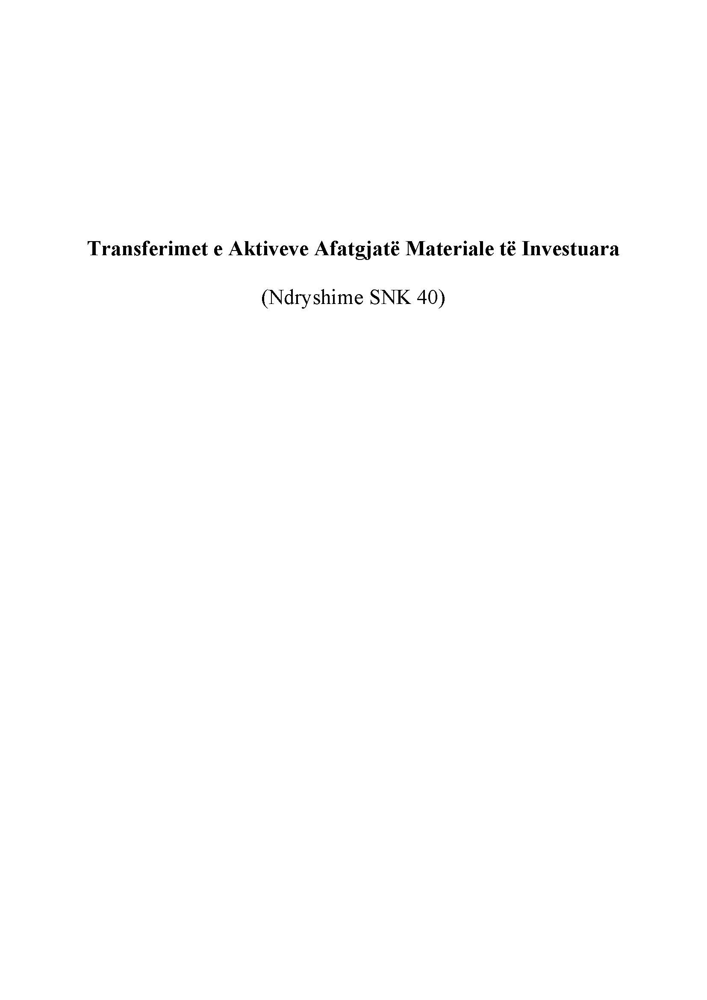 Transferimet e Aktiveve Afatgjatë Materiale të Investuara
(Ndryshime SNK 40)